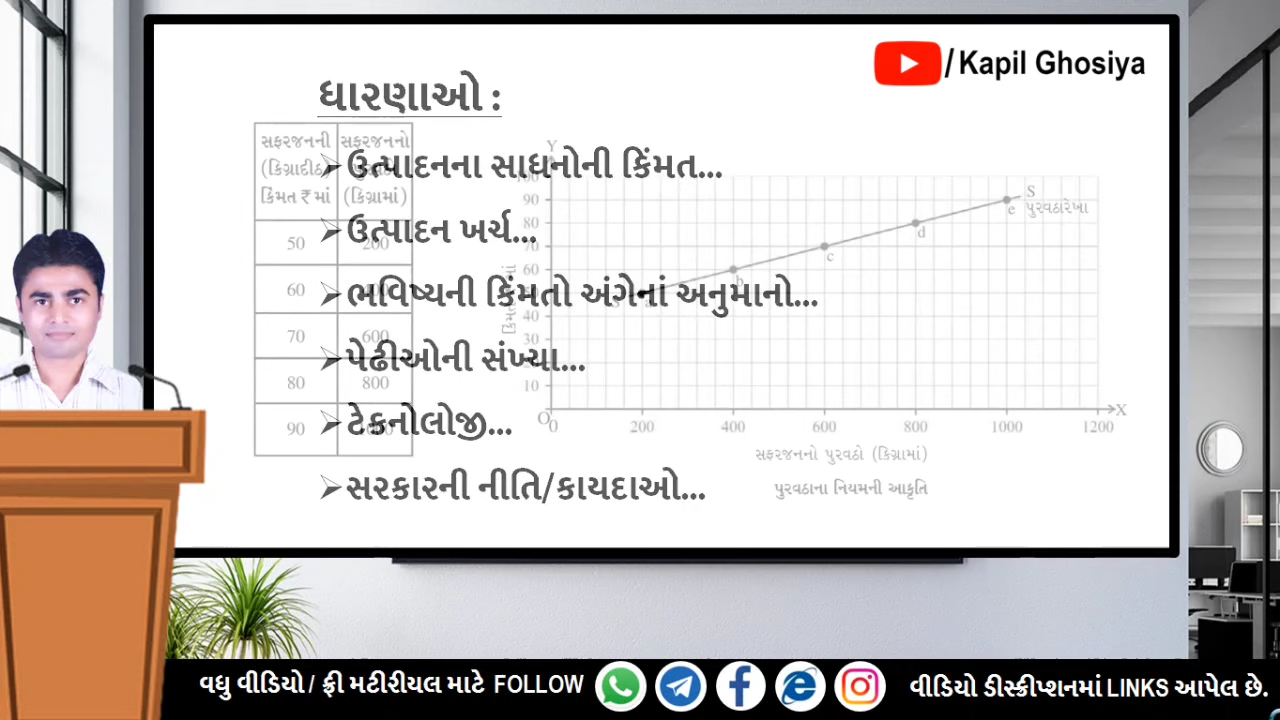 /Kapil Ghosiya
ધારણાઓ :
સફરજનની સફરજનનો
(કિગ્રાદીઠ)
કિંમત ₹ માં (કિગ્રામાં)
50 200
60
70 600
80 800
90
➢ ઉત્પાદનના સાધનોની કિંમત...
➢ ઉત્પાદન ખર્ચ...
➢ ભવિષ્યની કિંમતો અંગેનાં અનુમાનો...
➢ પેઢીઓની સંખ્યા...
➢ ટેકનોલોજી...
➢ સરકારની નીતિ/કાયદાઓ...
Y
100
90
80
70
60
40
30
20
10
O
0 200 400 600 800 1000 1200 X
b
c
d
e
S
પુરવઠારેખા
સફરજનનો પુરવઠો (કિગ્રામાં)
પુરવઠાના નિયમની આકૃતિ
વધુ વીડિયો / ફ્રી મટીરીયલ માટે FOLLOW
વીડિયો ડીસ્ક્રીપ્શનમાં LINKS આપેલ છે.